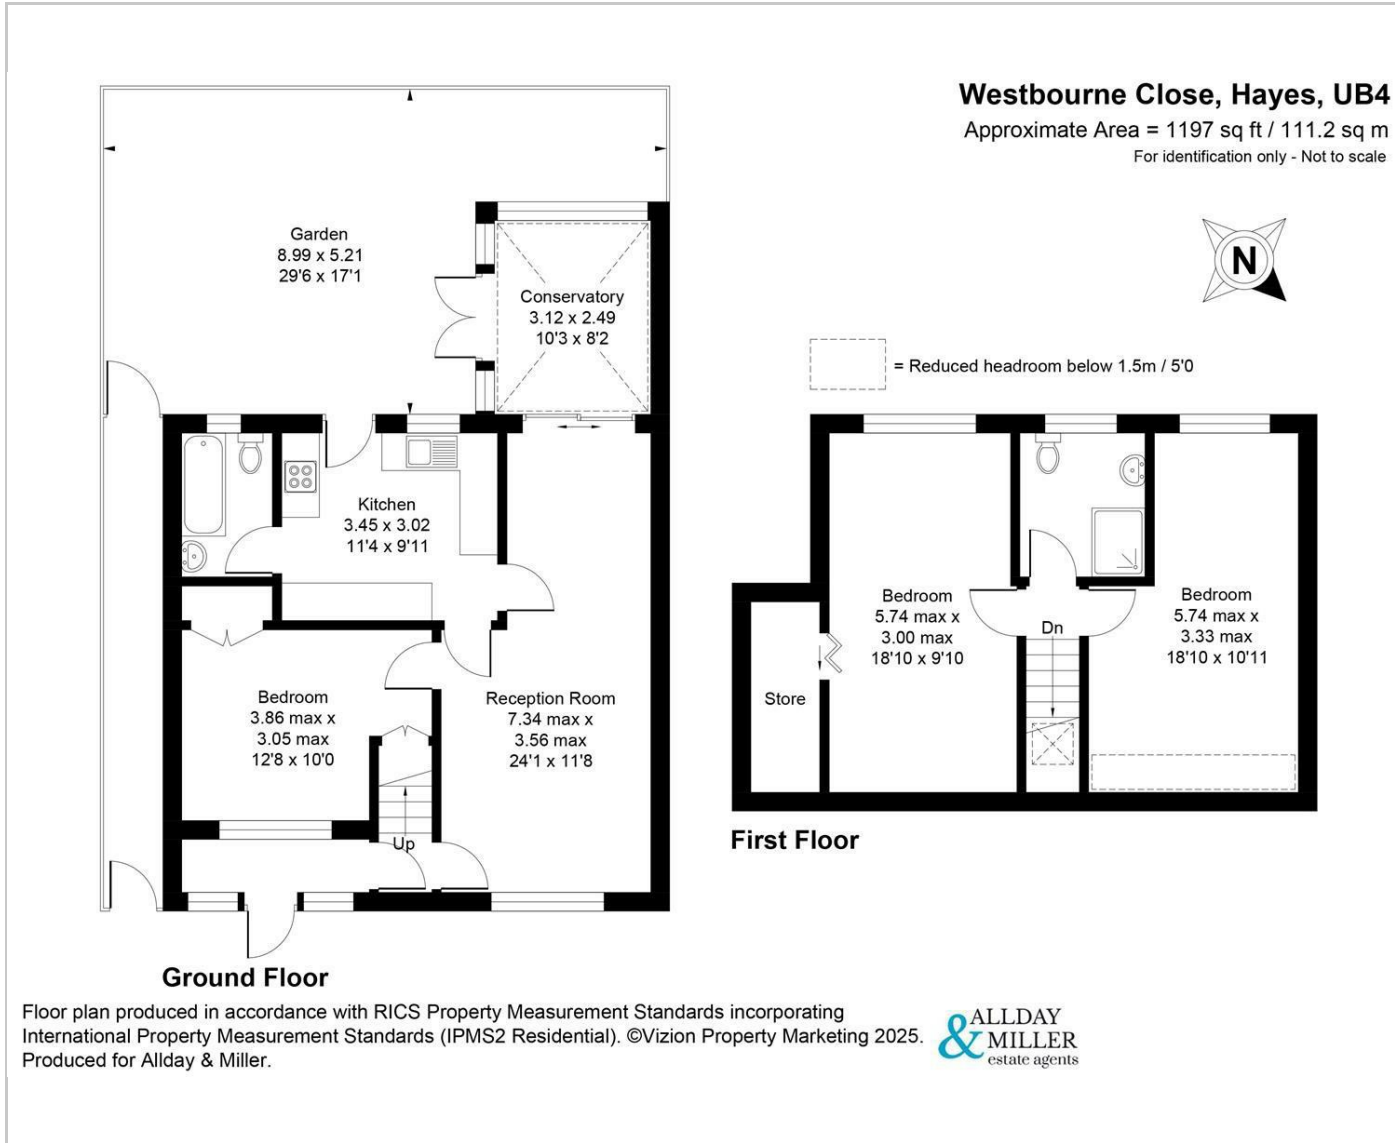 Westbourne Close, Hayes, UB4
Approximate Area = 1197 sq ft / 111.2 sq m
For identification only - Not to scale
N
= Reduced headroom below 1.5m / 5'0
Garden
8.99 x 5.21
29'6 x 17'1
Conservatory
3.12 x 2.49
10'3 x 8'2
Kitchen
3.45 x 3.02
11'4 x 9'11
Bedroom
3.86 max x
3.05 max
12'8 x 10'0
Reception Room
7.34 max x
3.56 max
24'1 x 11'8
Up
Ground Floor
Bedroom
5.74 max x
3.00 max
18'10 x 9'10
Dn
Bedroom
5.74 max x
3.33 max
18'10 x 10'11
Store
First Floor
Floor plan produced in accordance with RICS Property Measurement Standards incorporating
International Property Measurement Standards (IPMS2 Residential). ©Vizion Property Marketing 2025.
Produced for Allday & Miller.
ALLDAY
& MILLER
estate agents